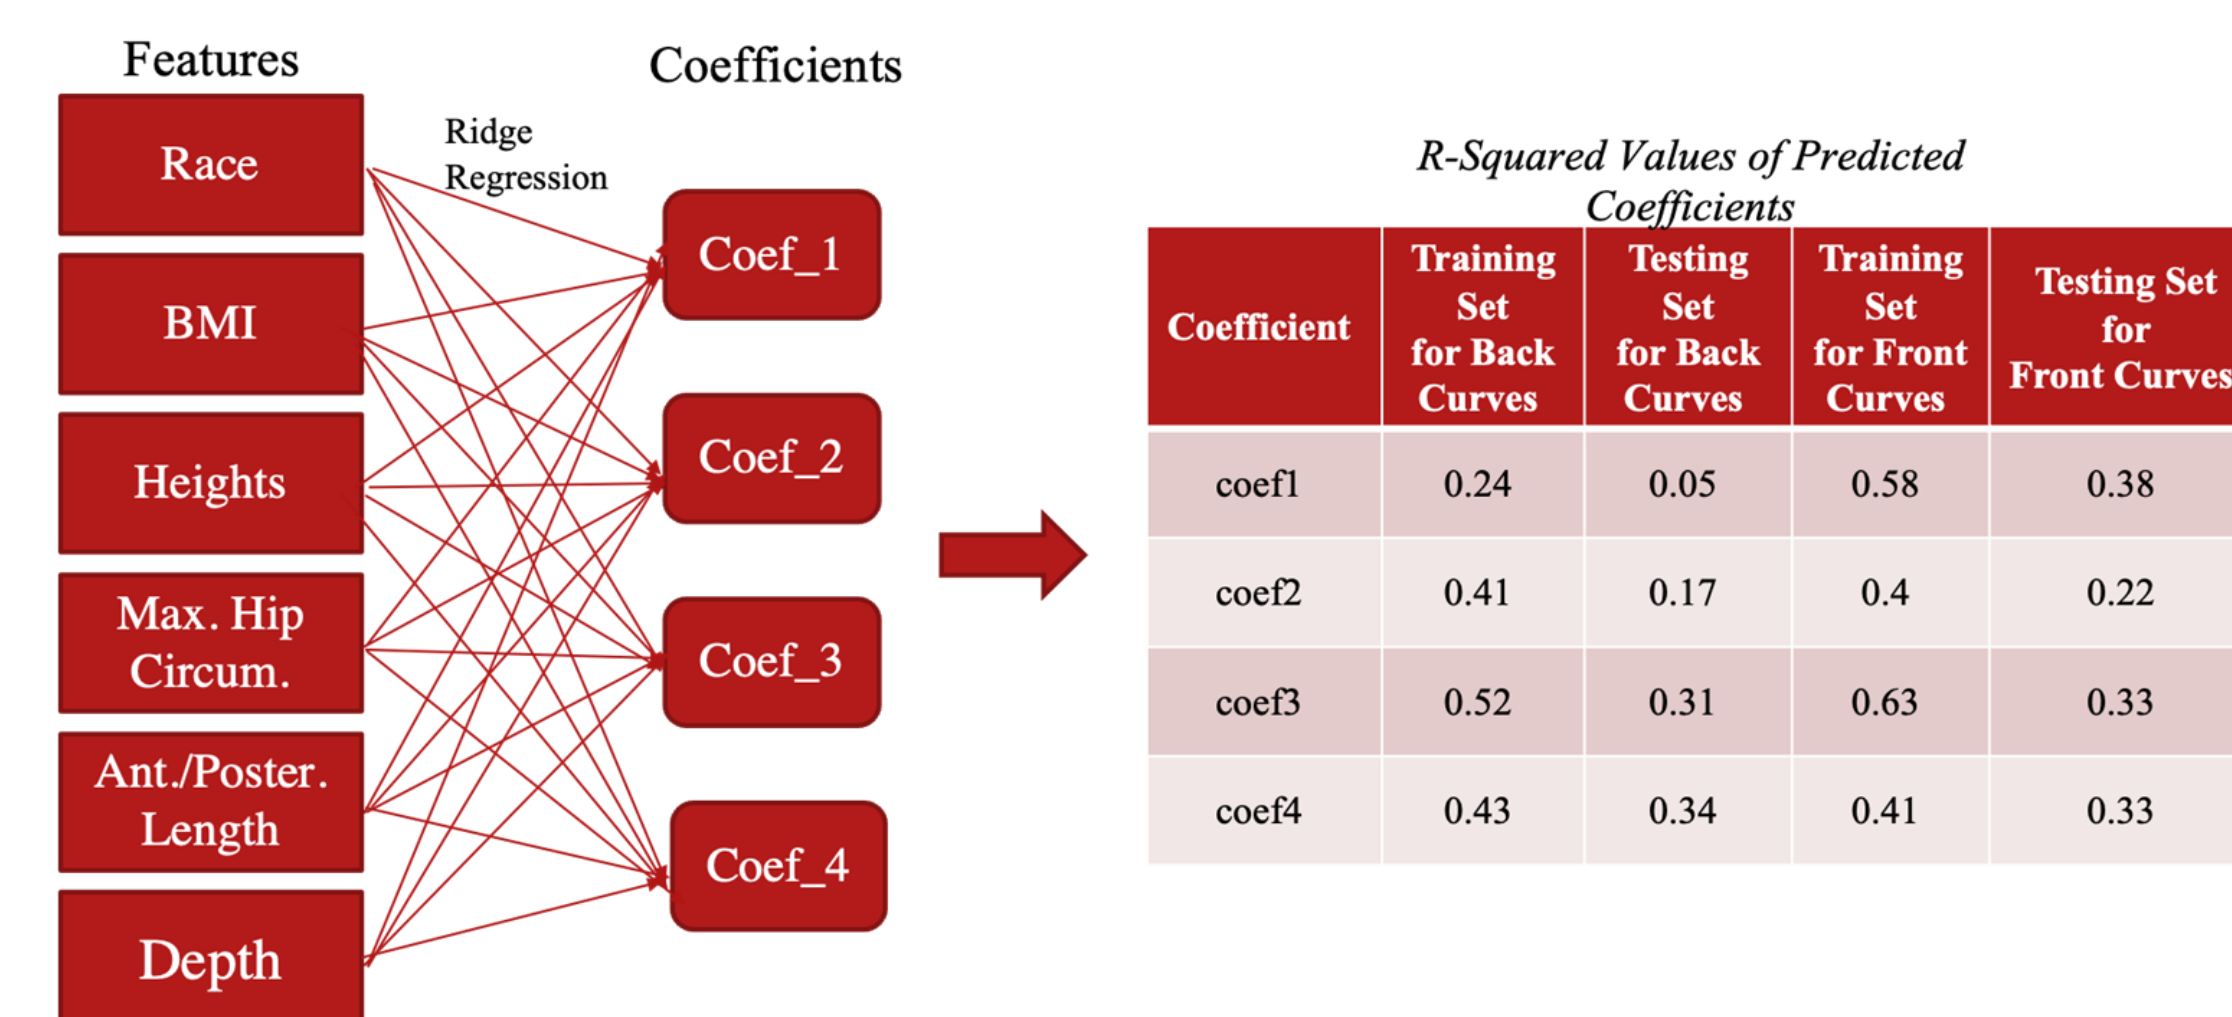 Features
Race
BMI
Heights
Max. Hip
Circum.
Ant./Poster.
Length
Depth
Ridge
Regression
Coefficients
Coef_1
Coef_2
Coef_3
Coef_4
R-Squared Values of Predicted
Coefficients
Coefficient
Training
Set
for Back
Curves
Testing
Set
for Back
Curves
Training
Set
for Front
Curves
Testing Set
for
Front Curves
coef1 0.24 0.05 0.58 0.38
coef2 0.41 0.17 0.4 0.22
coef3 0.52 0.31 0.63 0.33
coef4 0.43 0.34 0.41 0.33